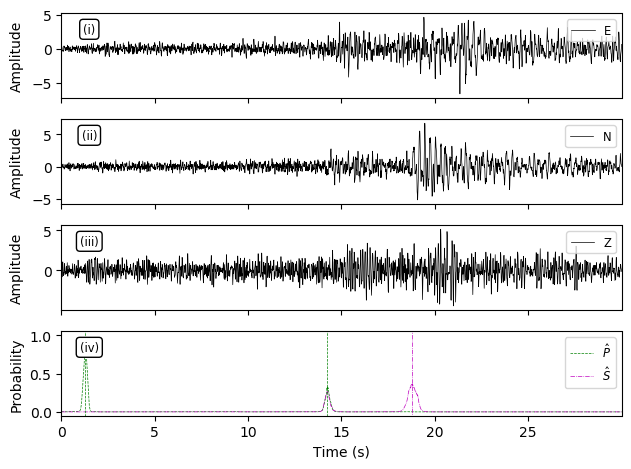 Amplitude
5
0
−5
(i)
E
Amplitude
5
0
−5
(ii)
N
Amplitude
5
0
(iii)
Z
Probability
1.0
0.5
0.0
(iv)
P̂
Ŝ
0 5 10 15 20 25
Time (s)